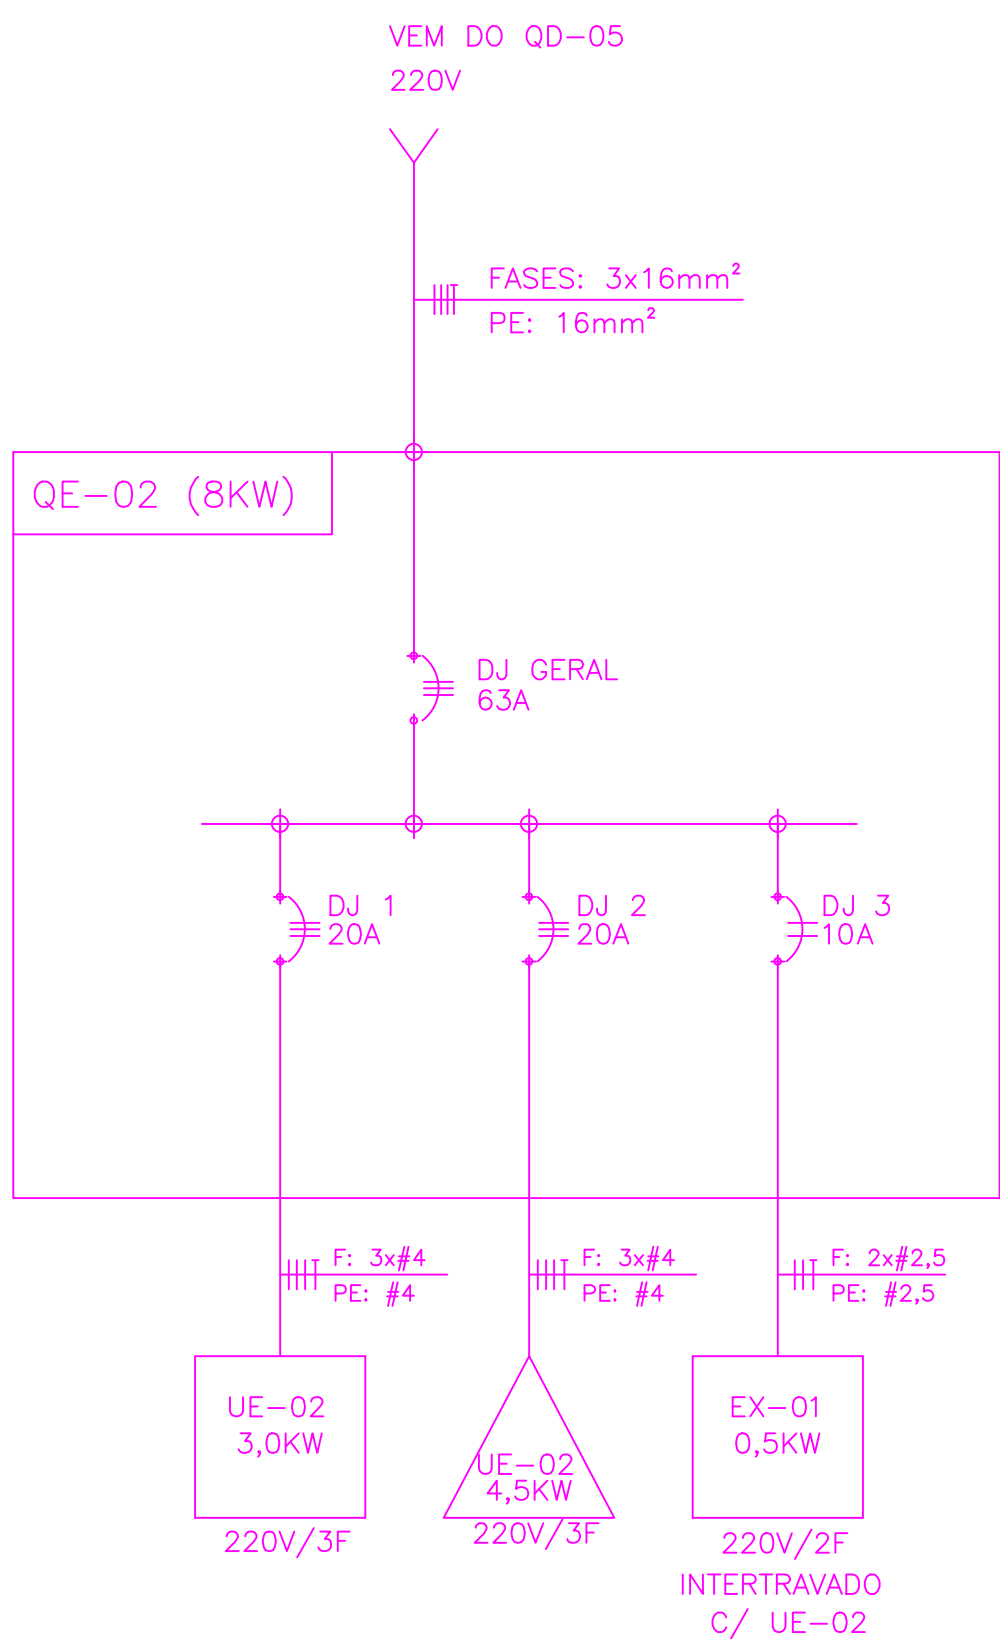 VEM DO QD-05
220V
FASES: 3x16mm²
PE: 16mm²
QE-02 (8KW)
DJ GERAL
63A
DJ 1
20A
DJ 2
20A
DJ 3
10A
F: 3x#4
PE: #4
F: 3x#4
PE: #4
F: 2x#2,5
PE: #2,5
UE-02
3,0KW
220V/3F
UE-02
4,5KW
220V/3F
EX-01
0,5KW
220V/2F
INTERTRAVADO
C/ UE-02